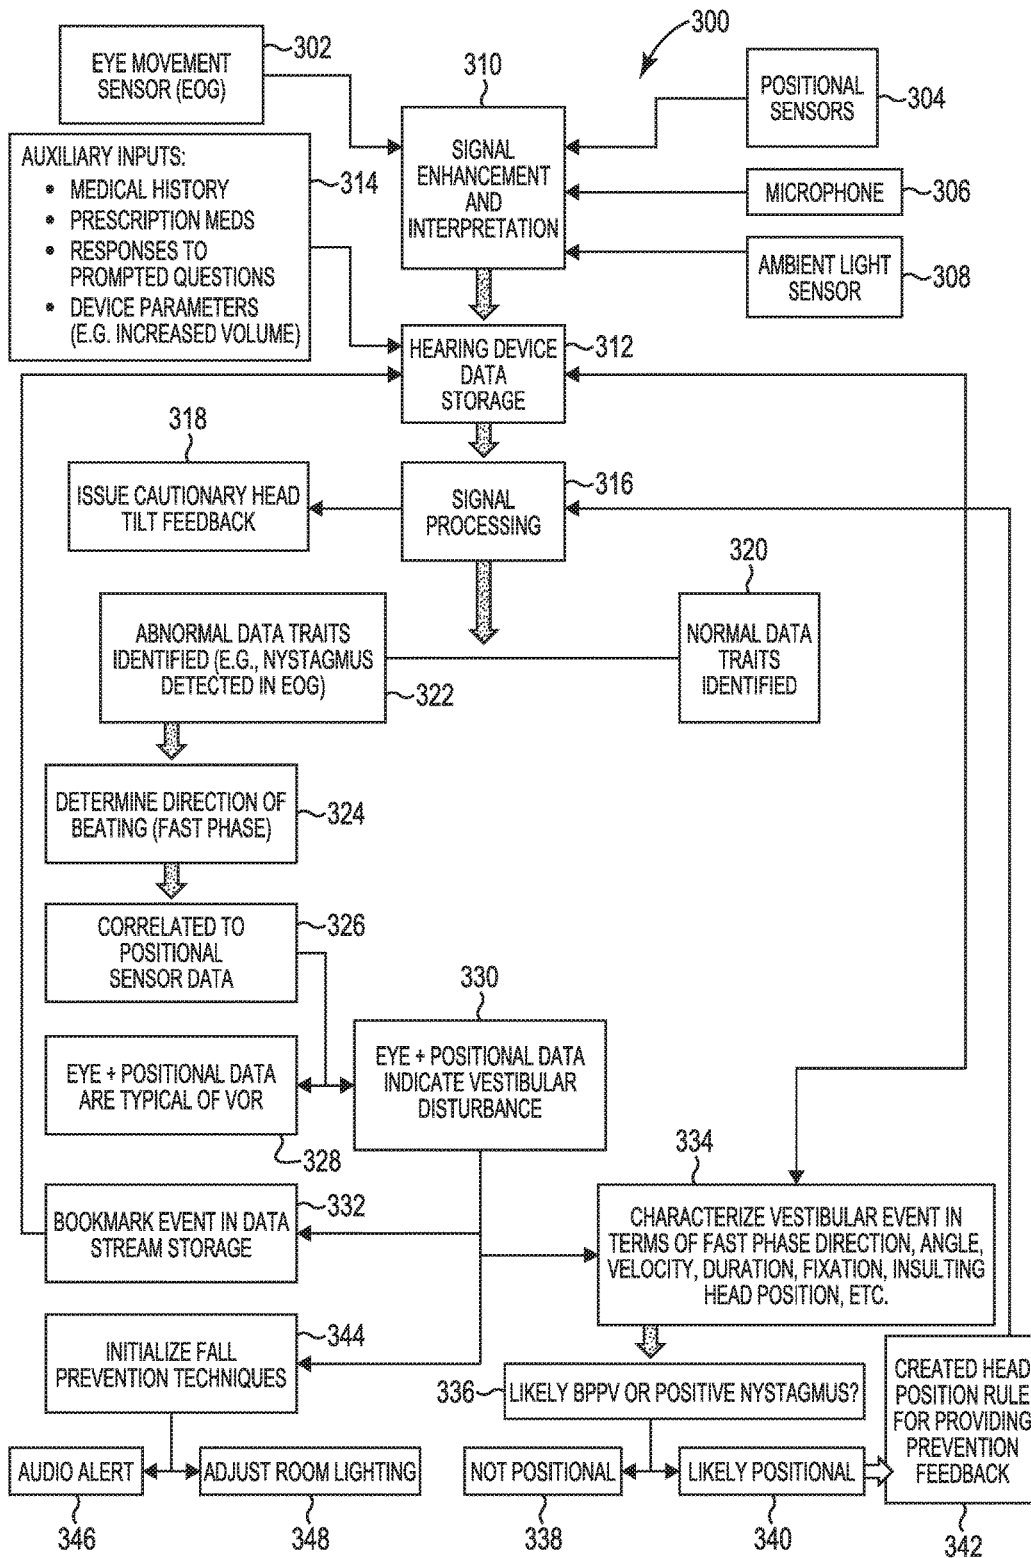 300
302
EYE MOVEMENT
SENSOR (EOG)
310
SIGNAL
ENHANCEMENT
AND
INTERPRETATION
POSITIONAL
SENSORS
304
MICROPHONE
306
AMBIENT LIGHT
SENSOR
308
AUXILIARY INPUTS:
• MEDICAL HISTORY
• PRESCRIPTION MEDS
• RESPONSES TO
PROMPTED QUESTIONS
• DEVICE PARAMETERS
(E.G. INCREASED VOLUME)
314
HEARING DEVICE
DATA
STORAGE
312
318
ISSUE CAUTIONARY HEAD
TILT FEEDBACK
SIGNAL
PROCESSING
316
320
NORMAL DATA
TRAITS
IDENTIFIED
ABNORMAL DATA TRAITS
IDENTIFIED (E.G., NYSTAGMUS
DETECTED IN EOG)
322
DETERMINE DIRECTION OF
BEATING (FAST PHASE)
324
CORRELATED TO
POSITIONAL
SENSOR DATA
326
330
EYE + POSITIONAL DATA
INDICATE VESTIBULAR
DISTURBANCE
EYE + POSITIONAL DATA
ARE TYPICAL OF VOR
328
332
BOOKMARK EVENT IN DATA
STREAM STORAGE
334
CHARACTERIZE VESTIBULAR EVENT IN
TERMS OF FAST PHASE DIRECTION, ANGLE,
VELOCITY, DURATION, FIXATION, INSULTING
HEAD POSITION, ETC.
344
INITIALIZE FALL
PREVENTION TECHNIQUES
336
LIKELY BPPV OR POSITIVE NYSTAGMUS?
CREATED HEAD
POSITION RULE
FOR PROVIDING
PREVENTION
FEEDBACK
AUDIO ALERT
ADJUST ROOM LIGHTING
NOT POSITIONAL
LIKELY POSITIONAL
346
348
338
340
342